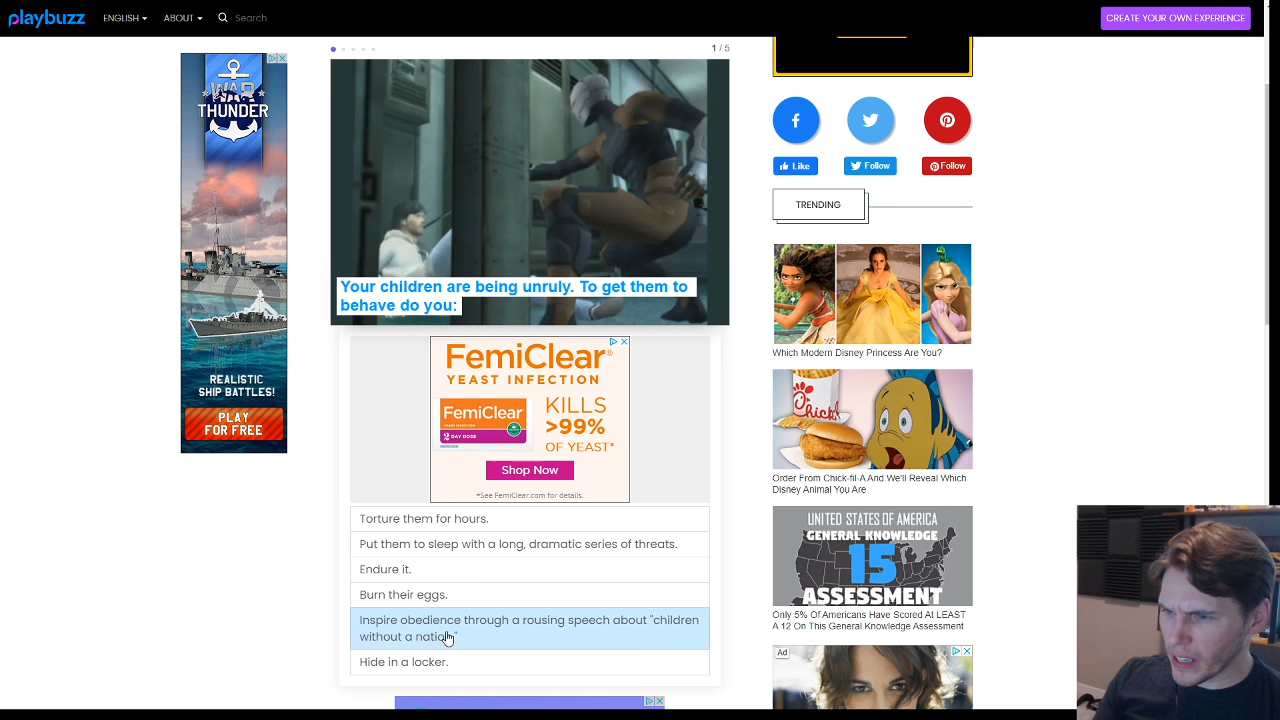 playbuzz
ENGLISH
ABOUT
Search
CREATE YOUR OWN EXPERIENCE
1 / 5
WAR
THUNDER
REALISTIC
SHIP BATTLES!
PLAY
FOR FREE
Your children are being unruly. To get them to
behave do you:
FemiClear®
YEAST INFECTION
FemiClear
2 DAY DOSE
KILLS
>99%
OF YEAST*
Shop Now
*See FemiClear.com for details.
Torture them for hours.
Put them to sleep with a long, dramatic series of threats.
Endure it.
Burn their eggs.
Inspire obedience through a rousing speech about "children
without a nation"
Hide in a locker.
Like
Follow
Follow
TRENDING
Which Modern Disney Princess Are You?
Chick
Order From Chick-fil-A And We'll Reveal Which
Disney Animal You Are
UNITED STATES OF AMERICA
GENERAL KNOWLEDGE
15
ASSESSMENT
Only 5% Of Americans Have Scored At LEAST
A 12 On This General Knowledge Assessment
Ad